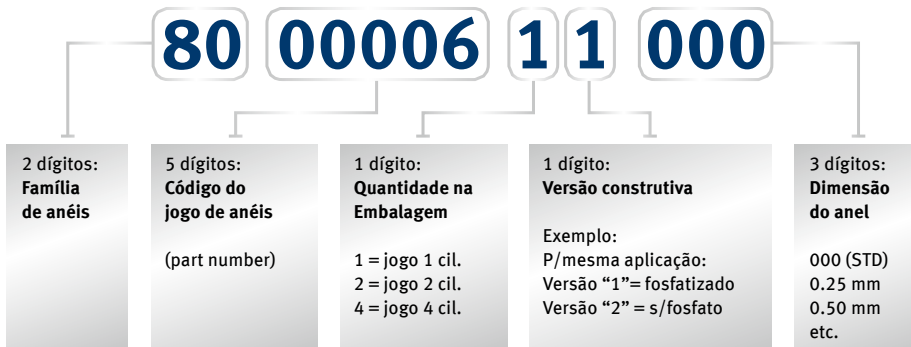 80 00006 1 1 000
2 dígitos:
Família
de anéis
5 dígitos:
Código do
jogo de anéis
(part number)
1 dígito:
Quantidade na
Embalagem
1 = jogo 1 cil.
2 = jogo 2 cil.
4 = jogo 4 cil.
1 dígito:
Versão construtiva
Exemplo:
P/mesma aplicação:
Versão “1”= fosfatizado
Versão “2” = s/fosfato
3 dígitos:
Dimensão
do anel
000 (STD)
0.25 mm
0.50 mm
etc.